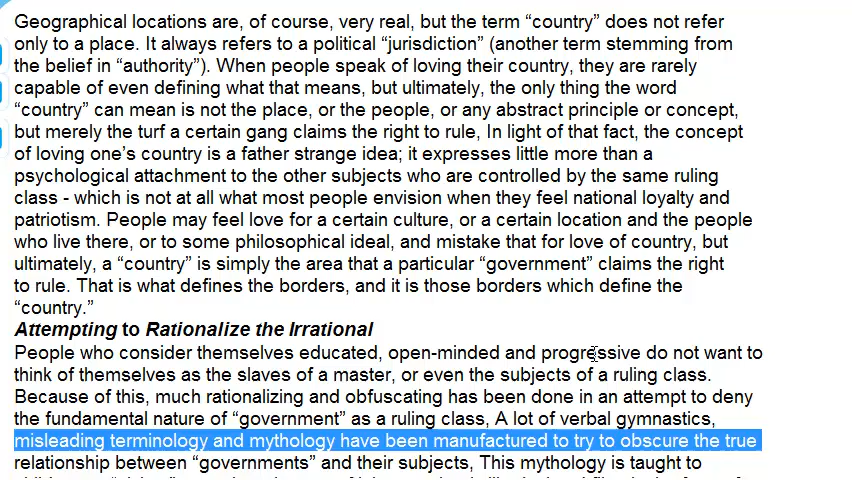 Geographical locations are, of course, very real, but the term “country” does not refer
only to a place. It always refers to a political “jurisdiction” (another term stemming from
the belief in “authority”). When people speak of loving their country, they are rarely
capable of even defining what that means, but ultimately, the only thing the word
“country” can mean is not the place, or the people, or any abstract principle or concept,
but merely the turf a certain gang claims the right to rule, In light of that fact, the concept
of loving one’s country is a father strange idea; it expresses little more than a
psychological attachment to the other subjects who are controlled by the same ruling
class - which is not at all what most people envision when they feel national loyalty and
patriotism. People may feel love for a certain culture, or a certain location and the people
who live there, or to some philosophical ideal, and mistake that for love of country, but
ultimately, a “country” is simply the area that a particular “government” claims the right
to rule. That is what defines the borders, and it is those borders which define the
“country.”
Attempting to Rationalize the Irrational
People who consider themselves educated, open-minded and progressive do not want to
think of themselves as the slaves of a master, or even the subjects of a ruling class.
Because of this, much rationalizing and obfuscating has been done in an attempt to deny
the fundamental nature of “government” as a ruling class, A lot of verbal gymnastics,
misleading terminology and mythology have been manufactured to try to obscure the true
relationship between “governments” and their subjects, This mythology is taught to